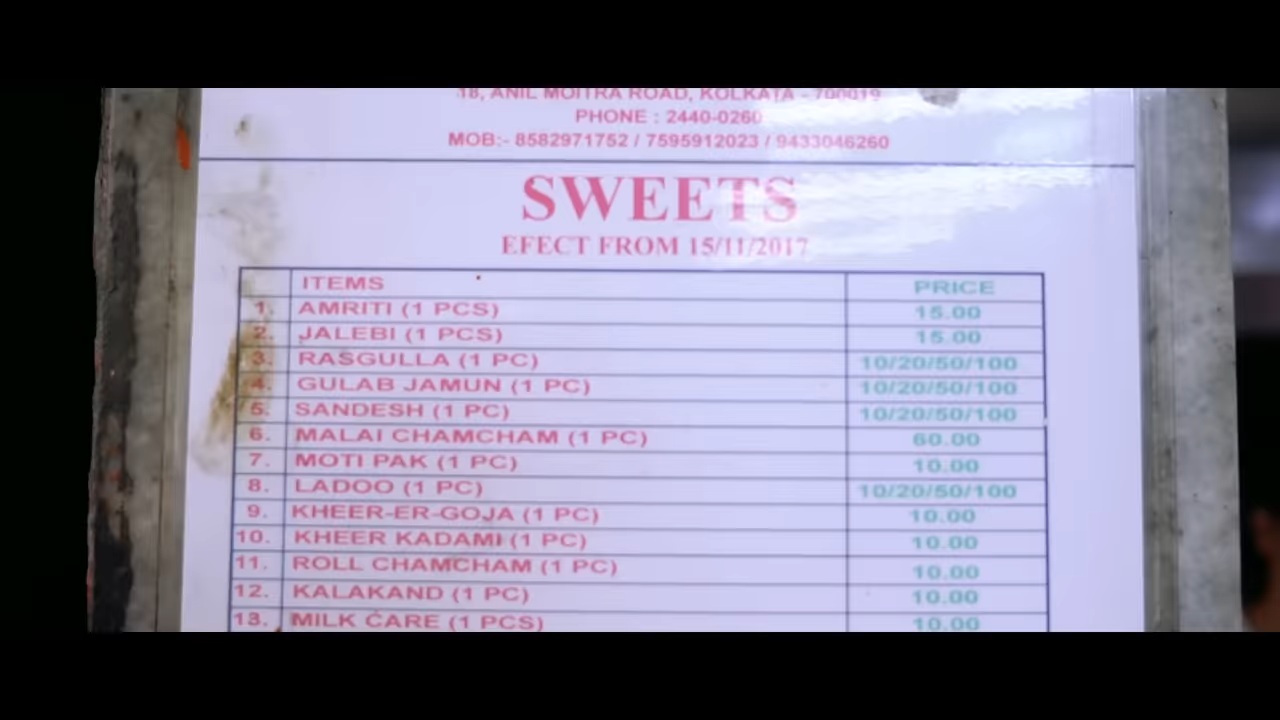 18, ANIL MOITRA ROAD, KOLKATA - 700019
PHONE : 2440-0260
MOB:- 8582971752 / 7595912023 / 9433046260
SWEETS
EFECT FROM 15/11/2017
ITEMS PRICE
1. AMRITI (1 PCS) 15.00
2. JALEBI (1 PCS) 15.00
3. RASGULLA (1 PC) 10/20/50/100
4. GULAB JAMUN (1 PC) 10/20/50/100
5. SANDESH (1 PC) 10/20/50/100
6. MALAI CHAMCHAM (1 PC) 60.00
7. MOTI PAK (1 PC) 10.00
8. LADOO (1 PC) 10/20/50/100
9. KHEER-ER-GOJA (1 PC) 10.00
10. KHEER KADAMI (1 PC) 10.00
11. ROLL CHAMCHAM (1 PC) 10.00
12. KALAKAND (1 PC) 10.00
13. MILK CARE (1 PCS) 10.00